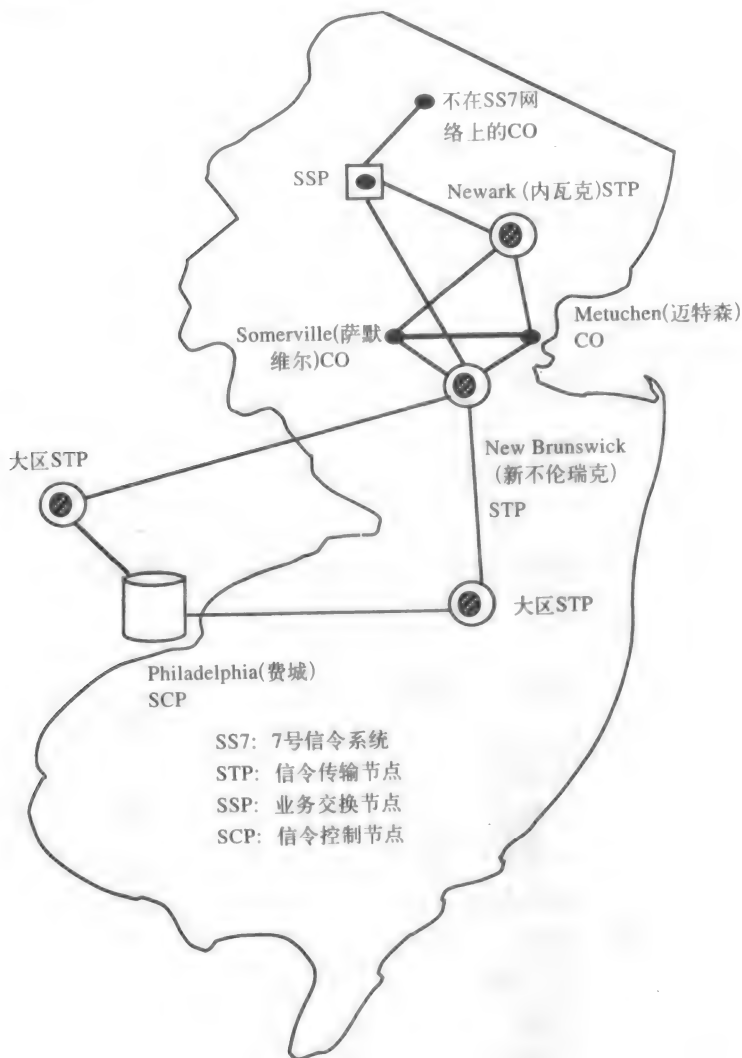 不在SS7网
络上的CO
SSP
Newark (内瓦克)STP
Somerville(萨默
维尔)CO
Metuchen(迈特森)
CO
New Brunswick
(新不伦瑞克)
STP
大区STP
大区STP
Philadelphia(费城)
SCP
SS7: 7号信令系统
STP: 信令传输节点
SSP: 业务交换节点
SCP: 信令控制节点